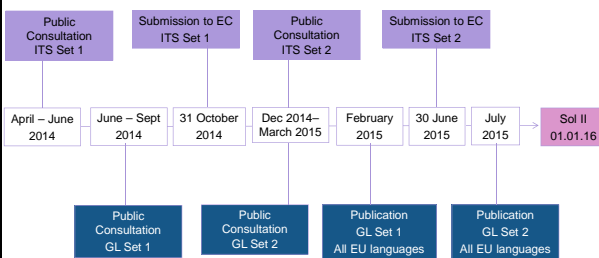 Public
Consultation
ITS Set 1
Submission to EC
ITS Set 1
Public
Consultation
ITS Set 2
Submission to EC
ITS Set 2
April – June
2014
June – Sept
2014
31 October
2014
Dec 2014–
March 2015
February
2015
30 June
2015
July
2015
Sol II
01.01.16
Public
Consultation
GL Set 1
Public
Consultation
GL Set 2
Publication
GL Set 1
All EU languages
Publication
GL Set 2
All EU languages